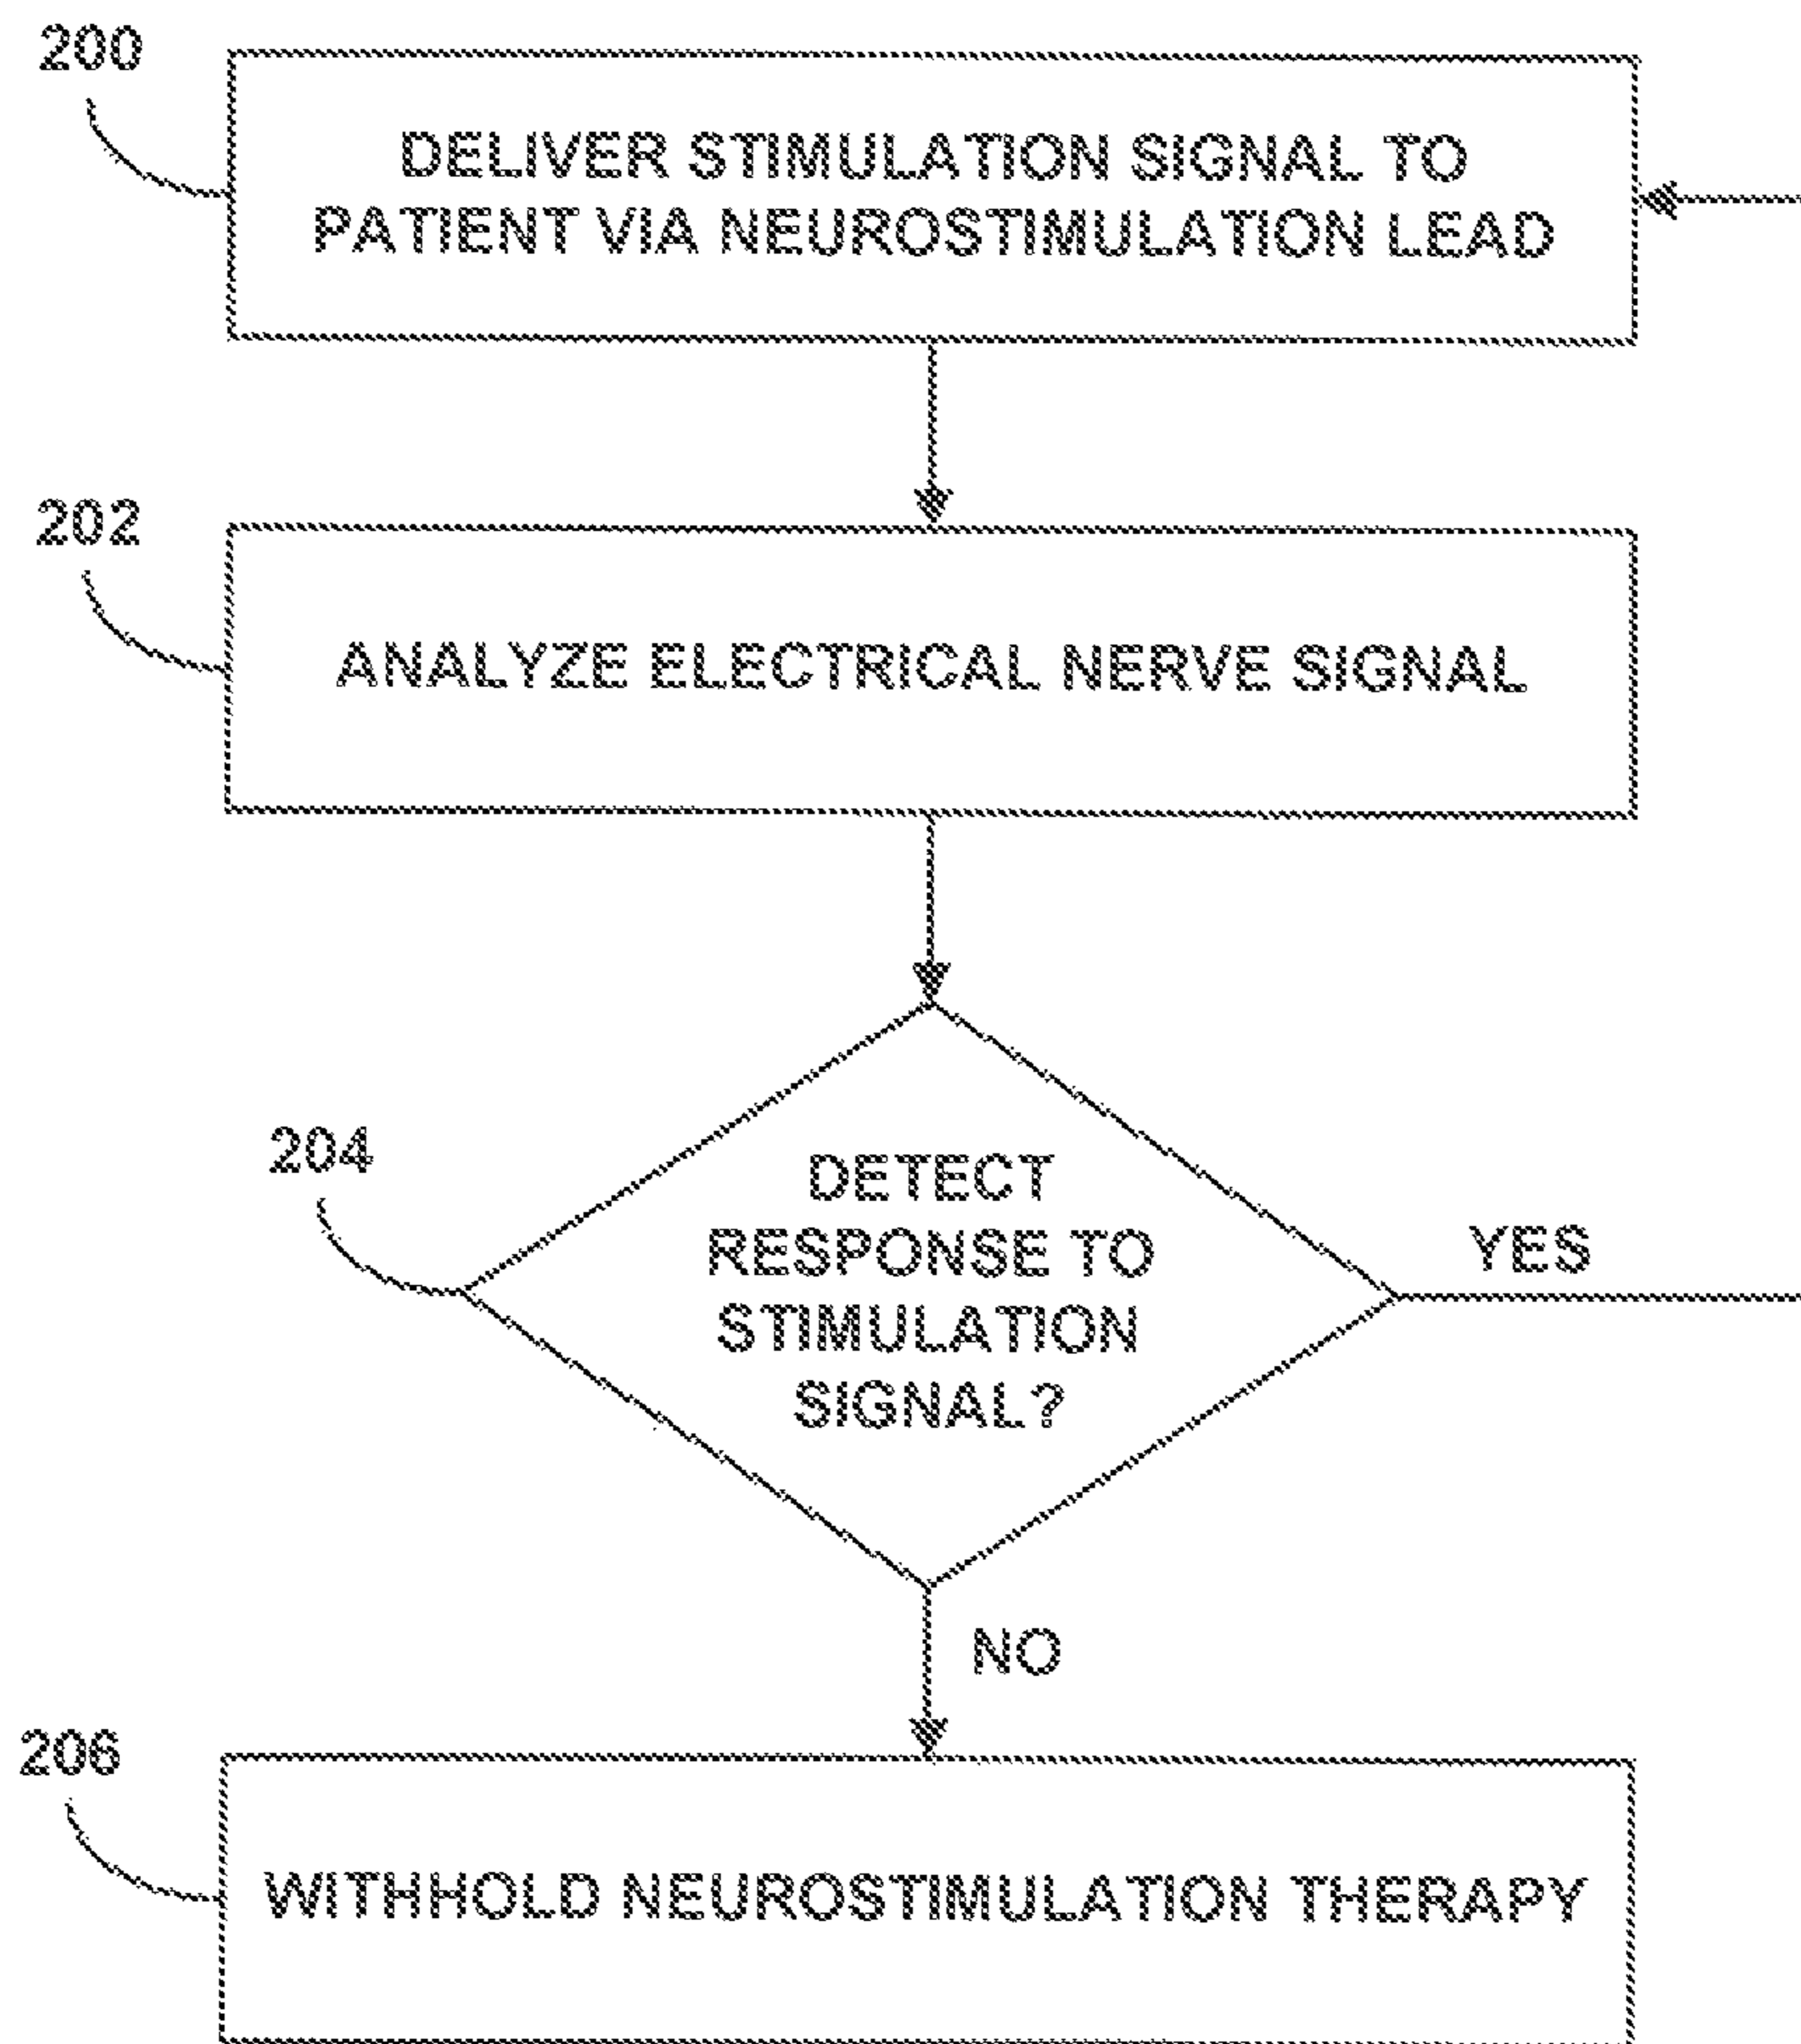 200
DELIVER STIMULATION SIGNAL TO
PATIENT VIA NEUROSTIMULATION LEAD
202
ANALYZE ELECTRICAL NERVE SIGNAL
204
DETECT
RESPONSE TO
STIMULATION
SIGNAL?
YES
NO
206
WITHHOLD NEUROSTIMULATION THERAPY